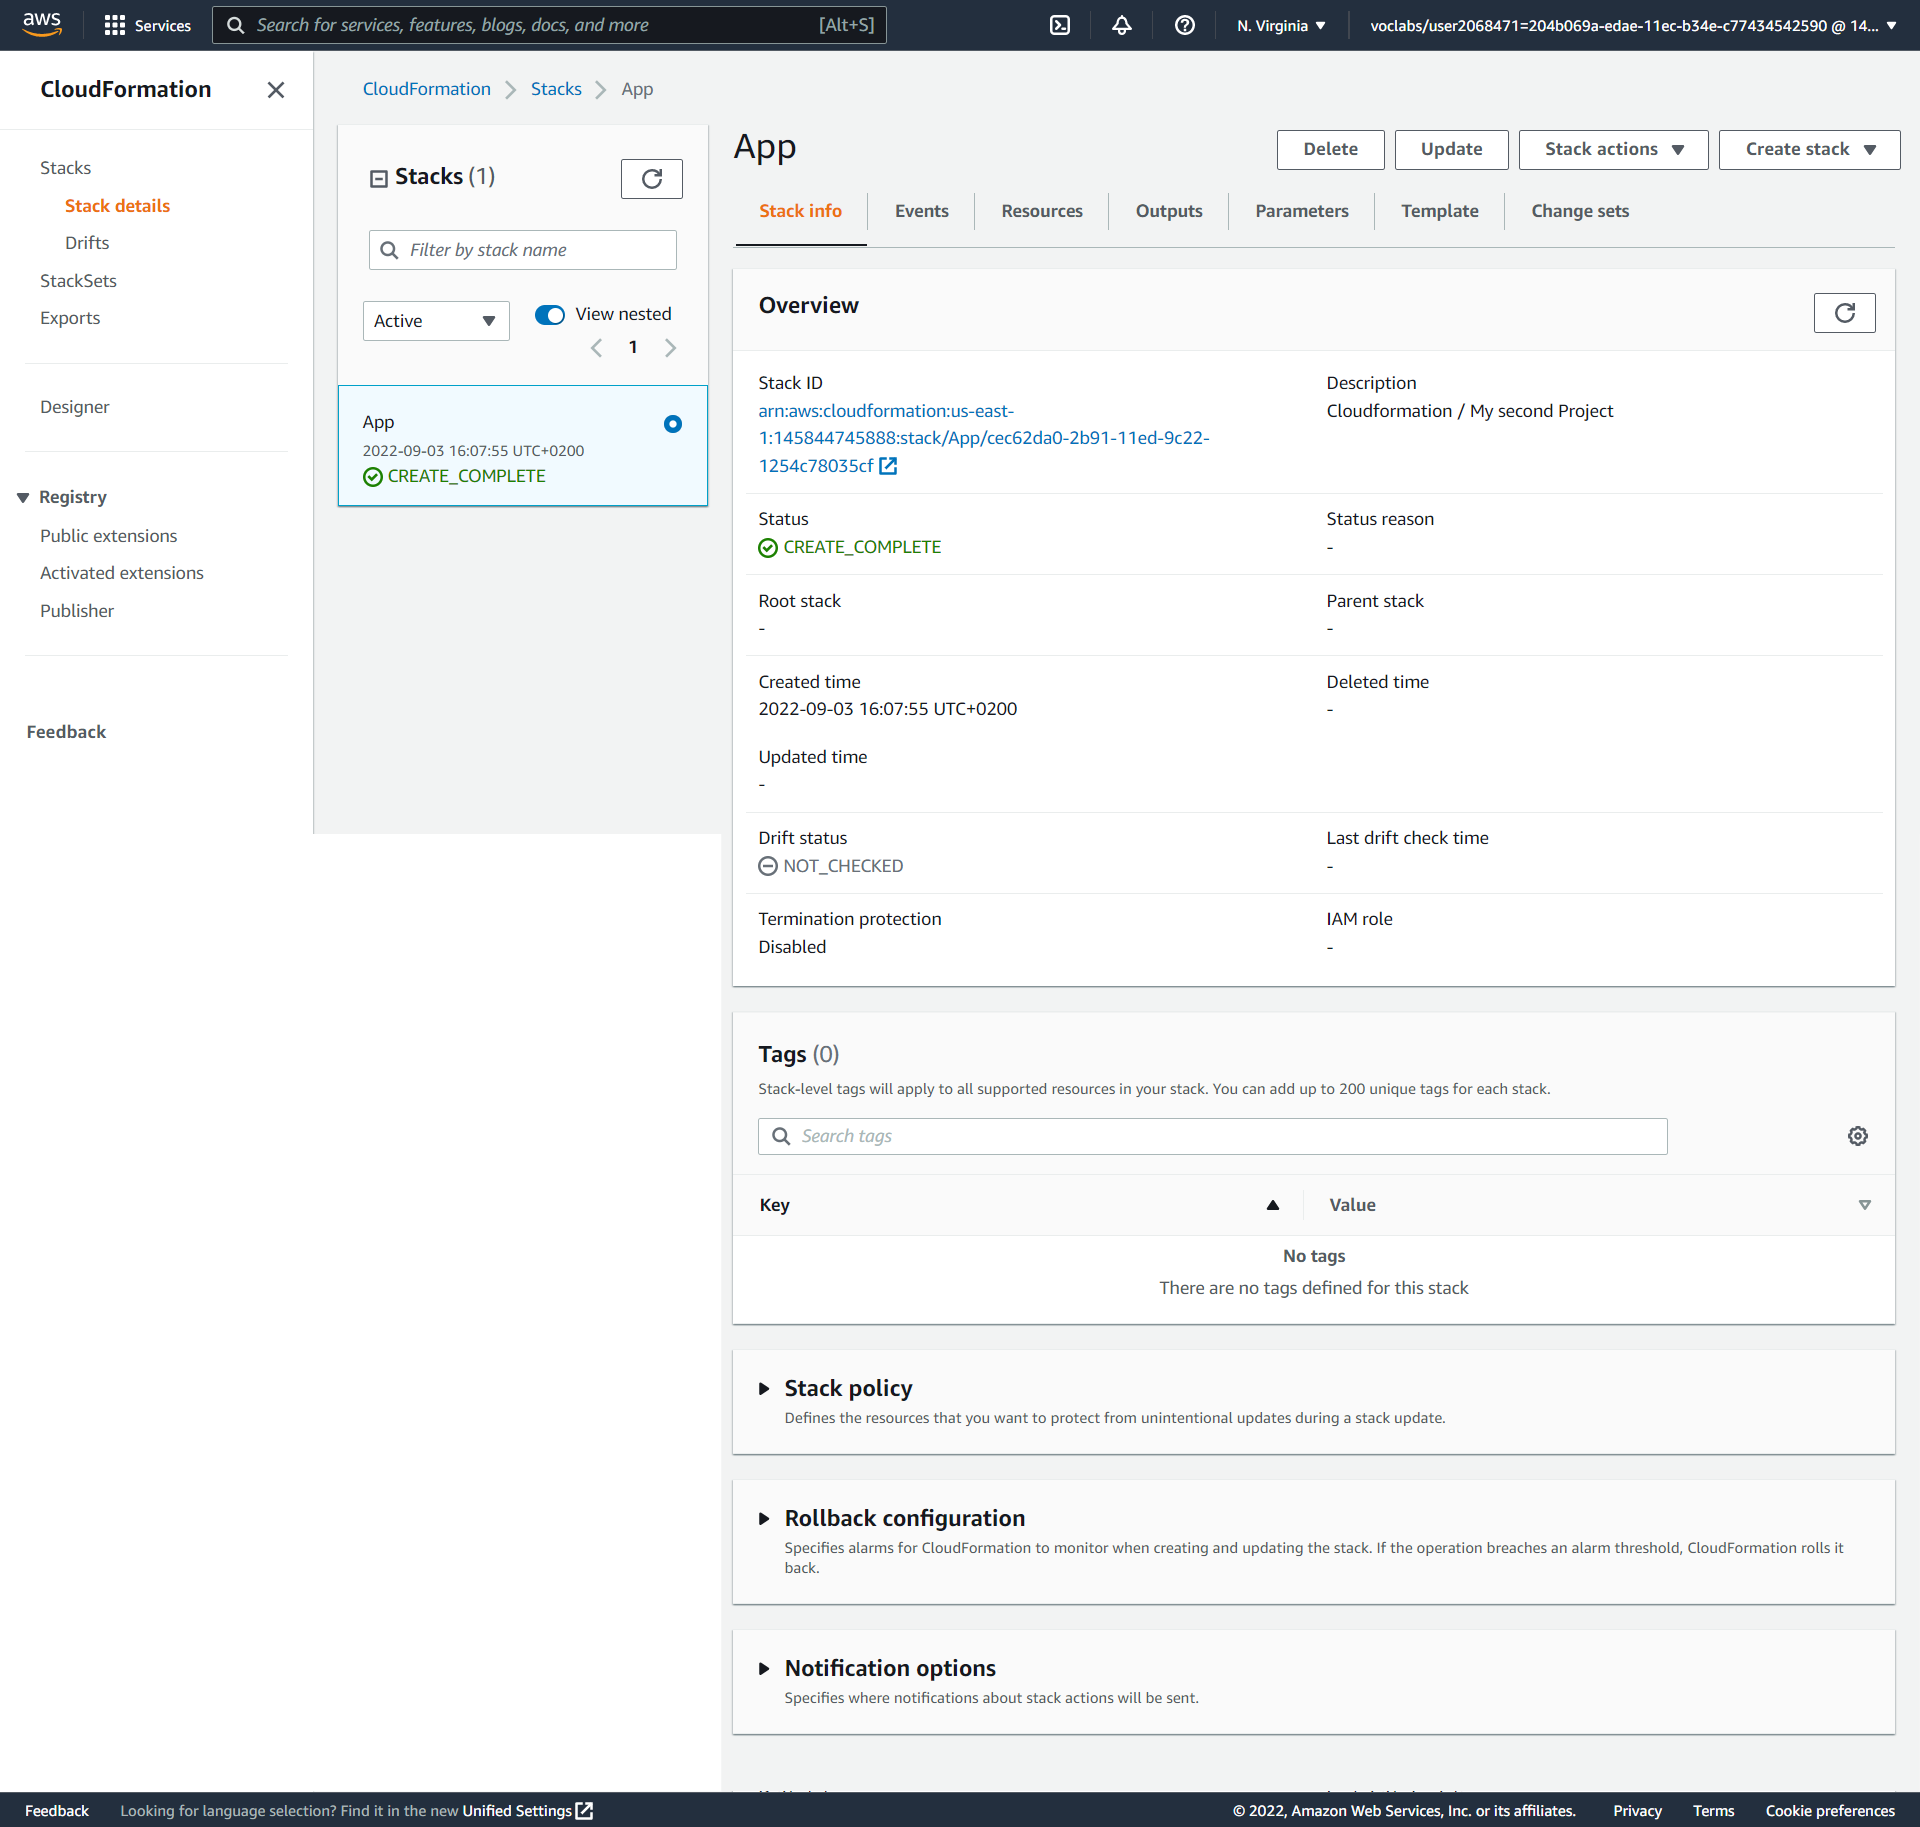 aws
Services
Search for services, features, blogs, docs, and more
[Alt+S]
N. Virginia
voclabs/user2068471=204b069a-edae-11ec-b34e-c77434542590 @ 14...
CloudFormation
Stacks
Stack details
Drifts
StackSets
Exports
Designer
Registry
Public extensions
Activated extensions
Publisher
Feedback
CloudFormation
Stacks
App
Stacks (1)
Filter by stack name
Active
View nested
1
App
2022-09-03 16:07:55 UTC+0200
CREATE_COMPLETE
App
Delete
Update
Stack actions
Create stack
Stack info
Events
Resources
Outputs
Parameters
Template
Change sets
Overview
Stack ID
arn:aws:cloudformation:us-east-
1:145844745888:stack/App/cec62da0-2b91-11ed-9c22-
1254c78035cf
Description
Cloudformation / My second Project
Status
CREATE_COMPLETE
Status reason
-
Root stack
-
Parent stack
-
Created time
2022-09-03 16:07:55 UTC+0200
Deleted time
-
Updated time
-
Drift status
NOT_CHECKED
Last drift check time
-
Termination protection
Disabled
IAM role
-
Tags (0)
Stack-level tags will apply to all supported resources in your stack. You can add up to 200 unique tags for each stack.
Search tags
Key
Value
No tags
There are no tags defined for this stack
Stack policy
Defines the resources that you want to protect from unintentional updates during a stack update.
Rollback configuration
Specifies alarms for CloudFormation to monitor when creating and updating the stack. If the operation breaches an alarm threshold, CloudFormation rolls it
back.
Notification options
Specifies where notifications about stack actions will be sent.
Feedback
Looking for language selection? Find it in the new Unified Settings
© 2022, Amazon Web Services, Inc. or its affiliates.
Privacy
Terms
Cookie preferences